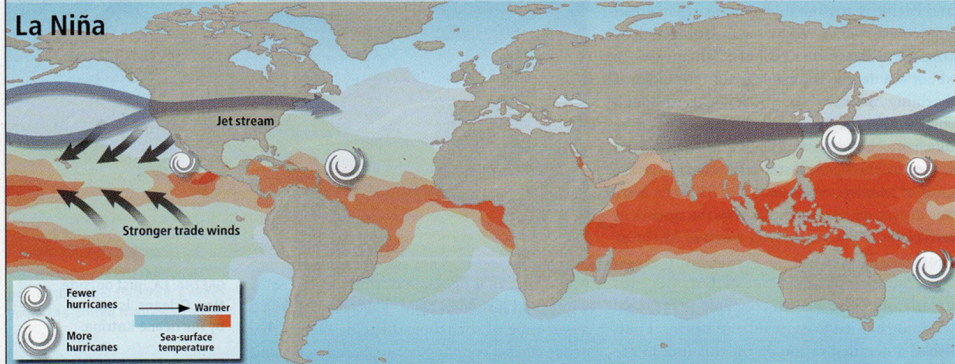 La Niña
Jet stream
Stronger trade winds
Fewer
hurricanes
More
hurricanes
Warmer
Sea-surface
temperature